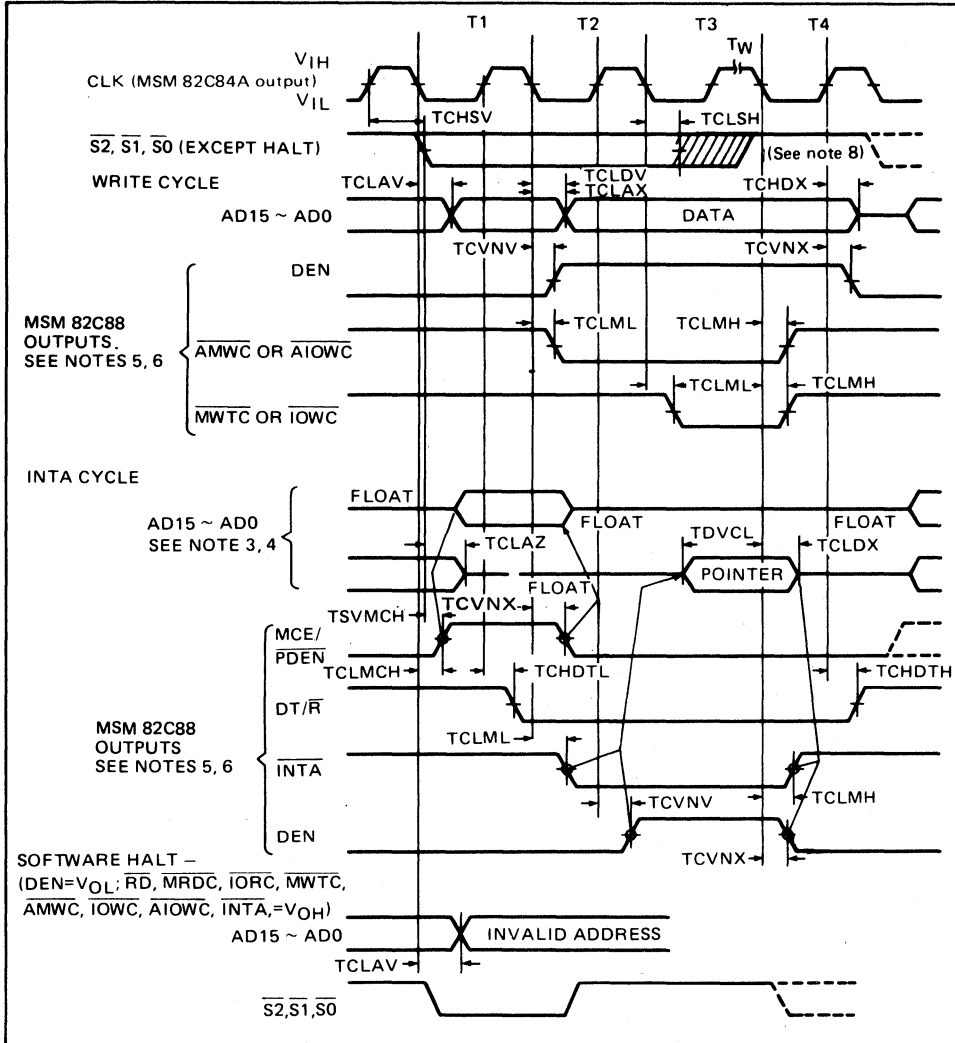 T1 T2 T3 T4
VIH
TW
CLK (MSM 82C84A output)
VIL
TCHSV
TCLSH
S2, S1, S0 (EXCEPT HALT)
(See note 8)
WRITE CYCLE
TCLAV
TCLDV
TCLAX
TCHDX
AD15 ~ AD0
DATA
TCVNV
TCVNX
DEN
MSM 82C88
OUTPUTS.
SEE NOTES 5, 6
TCLML
TCLMH
AMWC OR AIOWC
TCLML
TCLMH
MWTC OR IOWC
INTA CYCLE
FLOAT
AD15 ~ AD0
SEE NOTE 3, 4
FLOAT
FLOAT
TCLAZ
TDVCL
TCLDX
POINTER
FLOAT
TSVMCH
TCVNX
MCE/
PDEN
TCLMCH
TCHDTL
TCHDTH
DT/R
MSM 82C88
OUTPUTS
SEE NOTES 5, 6
TCLML
INTA
TCLMH
TCVNV
DEN
TCVNX
SOFTWARE HALT –
(DEN=VOL; RD, MRDC, IORC, MWTC,
AMWC, IOWC, AIOWC, INTA,=VOH)
AD15 ~ AD0
INVALID ADDRESS
TCLAV
S2,S1,S0